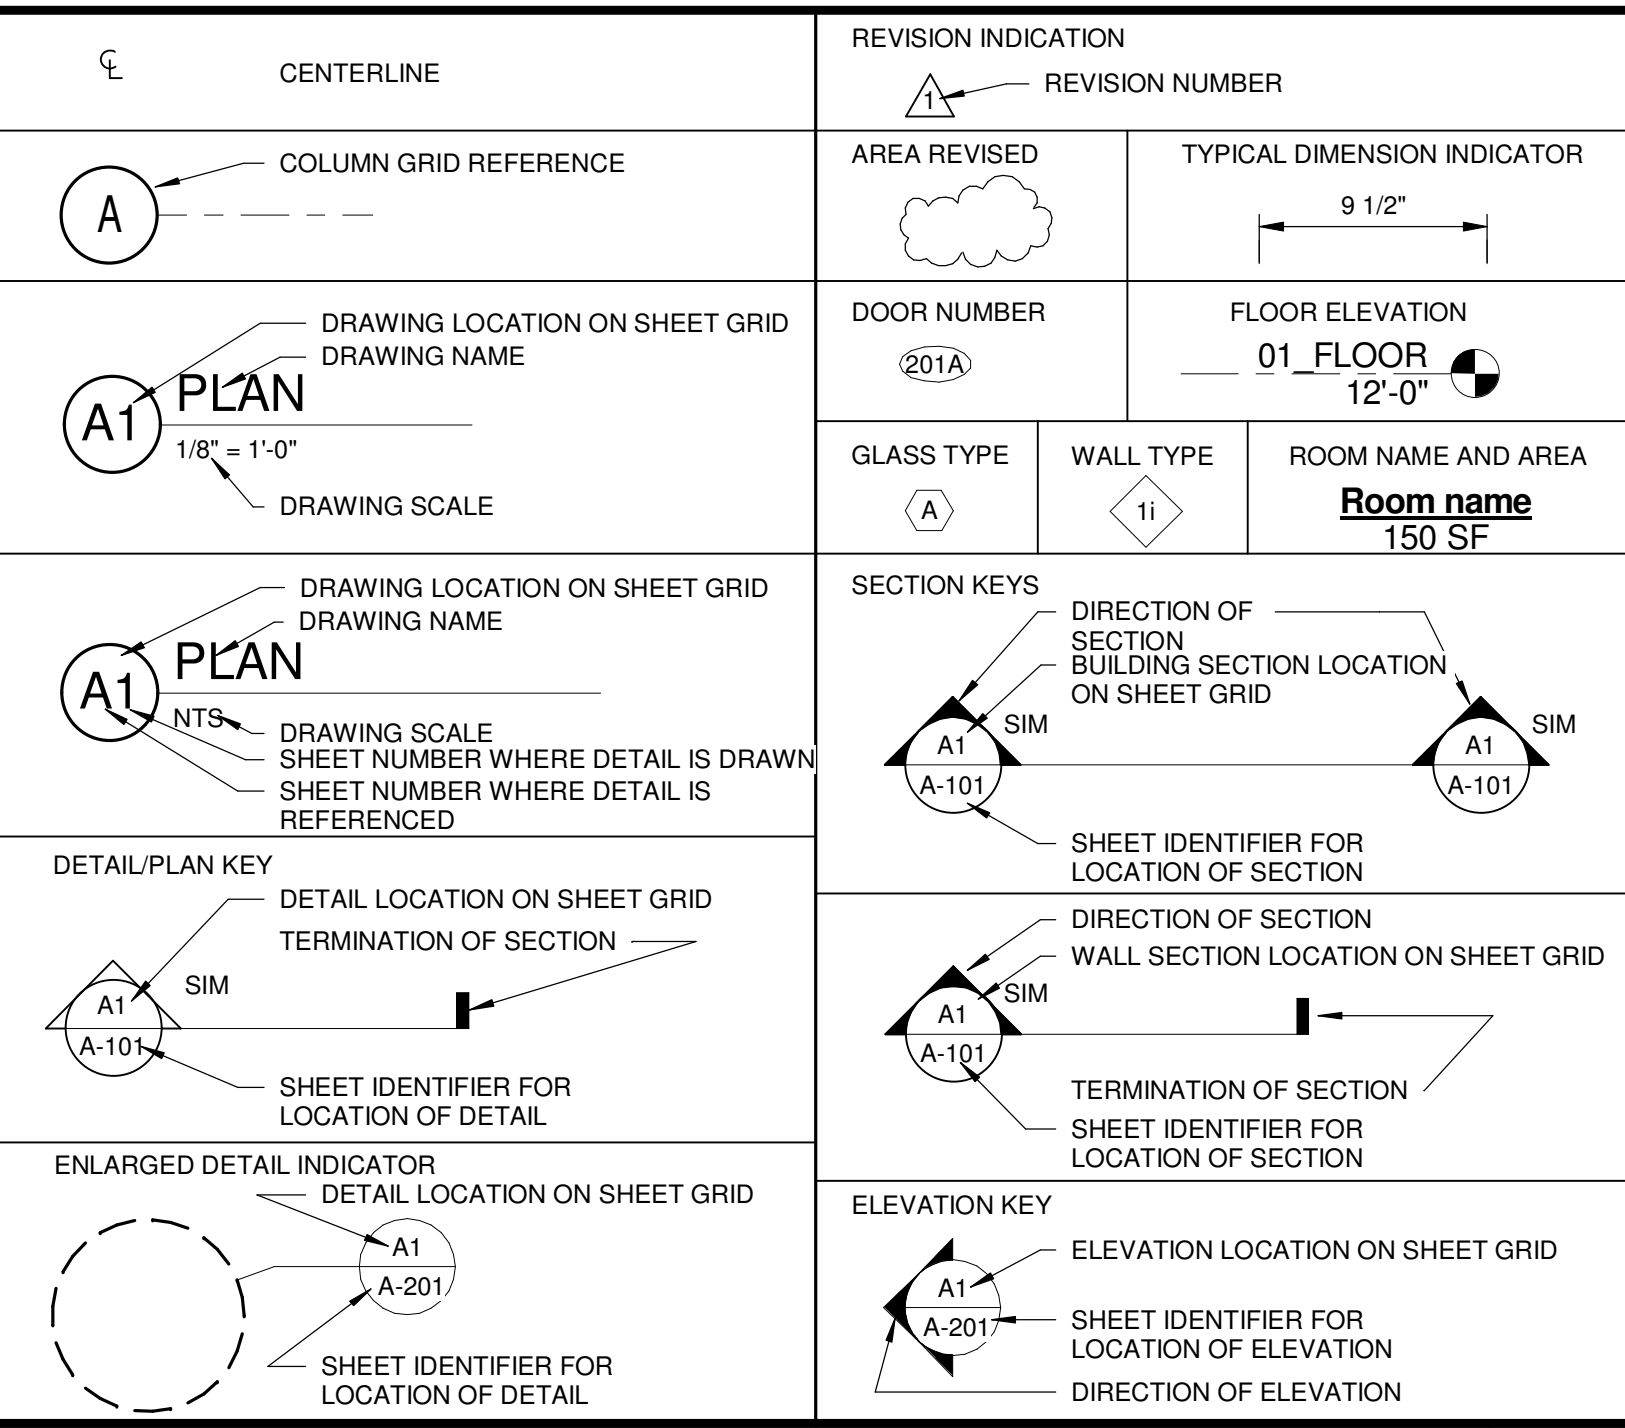 ℄
CENTERLINE
COLUMN GRID REFERENCE
A
DRAWING LOCATION ON SHEET GRID
DRAWING NAME
PLAN
A1
1/8" = 1'-0"
DRAWING SCALE
DRAWING LOCATION ON SHEET GRID
DRAWING NAME
PLAN
A1
NTS
DRAWING SCALE
SHEET NUMBER WHERE DETAIL IS DRAWN
SHEET NUMBER WHERE DETAIL IS
REFERENCED
DETAIL/PLAN KEY
DETAIL LOCATION ON SHEET GRID
TERMINATION OF SECTION
SIM
A1
A-101
SHEET IDENTIFIER FOR
LOCATION OF DETAIL
ENLARGED DETAIL INDICATOR
DETAIL LOCATION ON SHEET GRID
A1
A-201
SHEET IDENTIFIER FOR
LOCATION OF DETAIL
REVISION INDICATION
REVISION NUMBER
1
AREA REVISED
TYPICAL DIMENSION INDICATOR
9 1/2"
DOOR NUMBER
201A
FLOOR ELEVATION
01_FLOOR
12'-0"
GLASS TYPE
A
WALL TYPE
1i
ROOM NAME AND AREA
Room name
150 SF
SECTION KEYS
DIRECTION OF
SECTION
BUILDING SECTION LOCATION
ON SHEET GRID
SIM
SIM
A1
A1
A-101
A-101
SHEET IDENTIFIER FOR
LOCATION OF SECTION
DIRECTION OF SECTION
WALL SECTION LOCATION ON SHEET GRID
SIM
A1
A-101
TERMINATION OF SECTION
SHEET IDENTIFIER FOR
LOCATION OF SECTION
ELEVATION KEY
ELEVATION LOCATION ON SHEET GRID
A1
A-201
SHEET IDENTIFIER FOR
LOCATION OF ELEVATION
DIRECTION OF ELEVATION